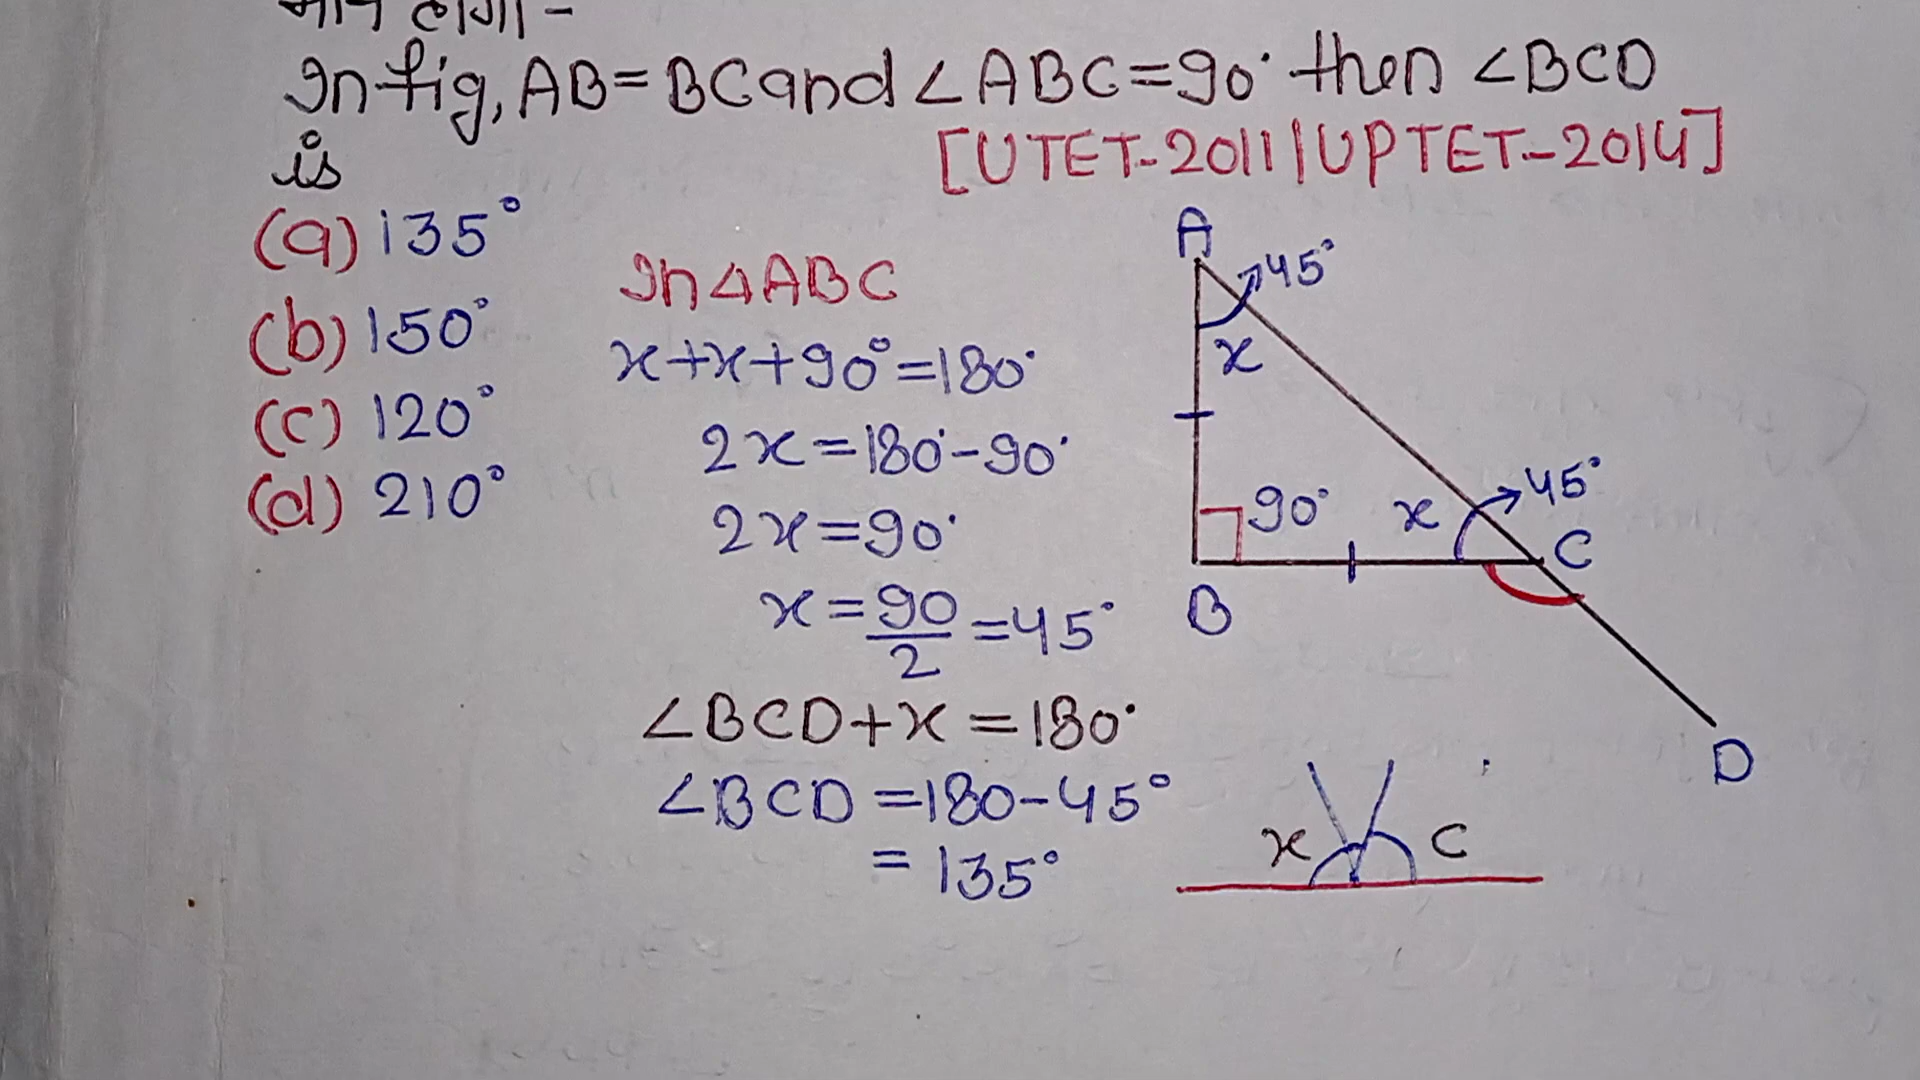 मान होगा -
In fig, AB = BC and ∠ABC = 90° then ∠BCD
is
[UTET-2011 | UPTET-2014]
(a) 135°
(b) 150°
(c) 120°
(d) 210°
In △ABC
x + x + 90° = 180°
2x = 180° - 90°
2x = 90°
x = 90/2 = 45°
∠BCD + x = 180°
∠BCD = 180 - 45°
= 135°
A
45°
x
90°
x
45°
C
B
D
x
C